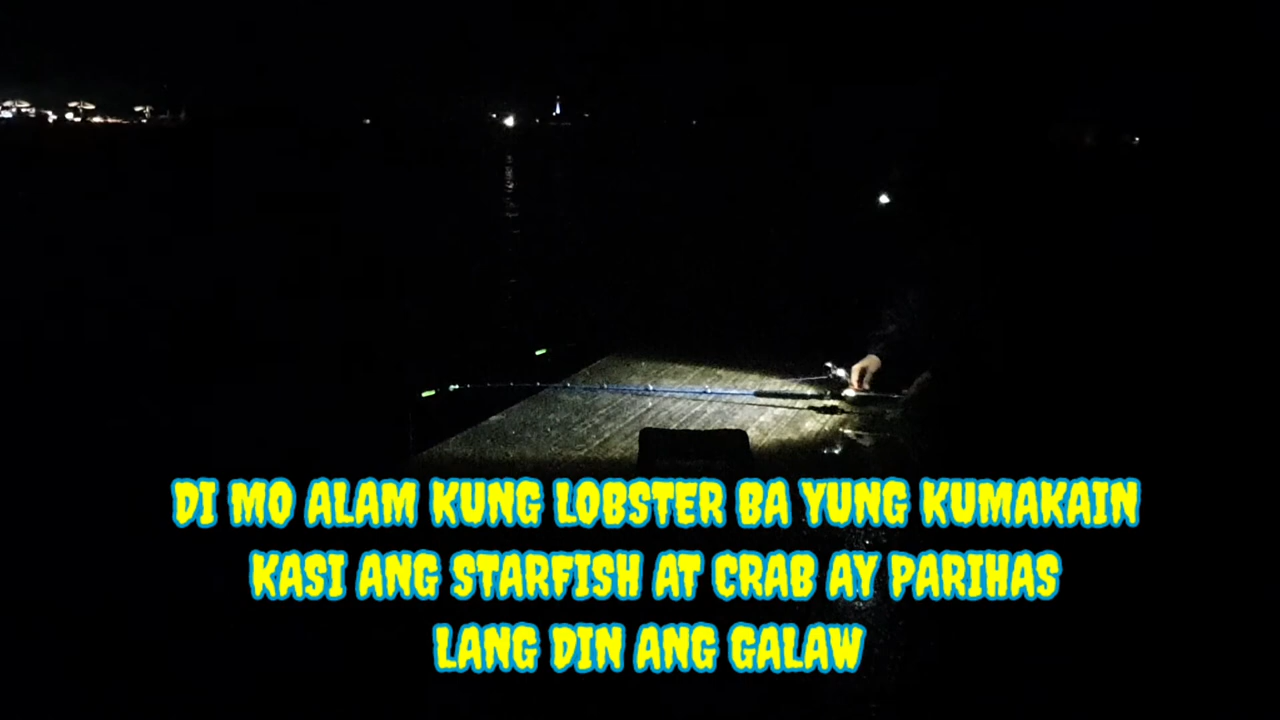 DI MO ALAM KUNG LOBSTER BA YUNG KUMAKAIN
KASI ANG STARFISH AT CRAB AY PARIHAS
LANG DIN ANG GALAW